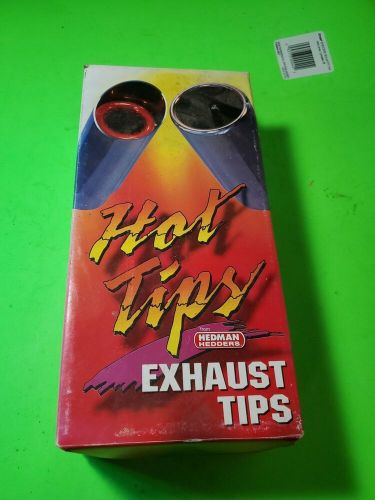 Hot
Tips
from
HEDMAN
HEDDERS
EXHAUST
TIPS